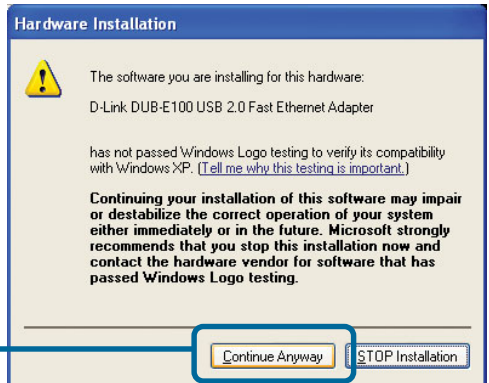 Hardware Installation
The software you are installing for this hardware:
D-Link DUB-E100 USB 2.0 Fast Ethernet Adapter
has not passed Windows Logo testing to verify its compatibility
with Windows XP. (Tell me why this testing is important.)
Continuing your installation of this software may impair
or destabilize the correct operation of your system
either immediately or in the future. Microsoft strongly
recommends that you stop this installation now and
contact the hardware vendor for software that has
passed Windows Logo testing.
Continue Anyway STOP Installation